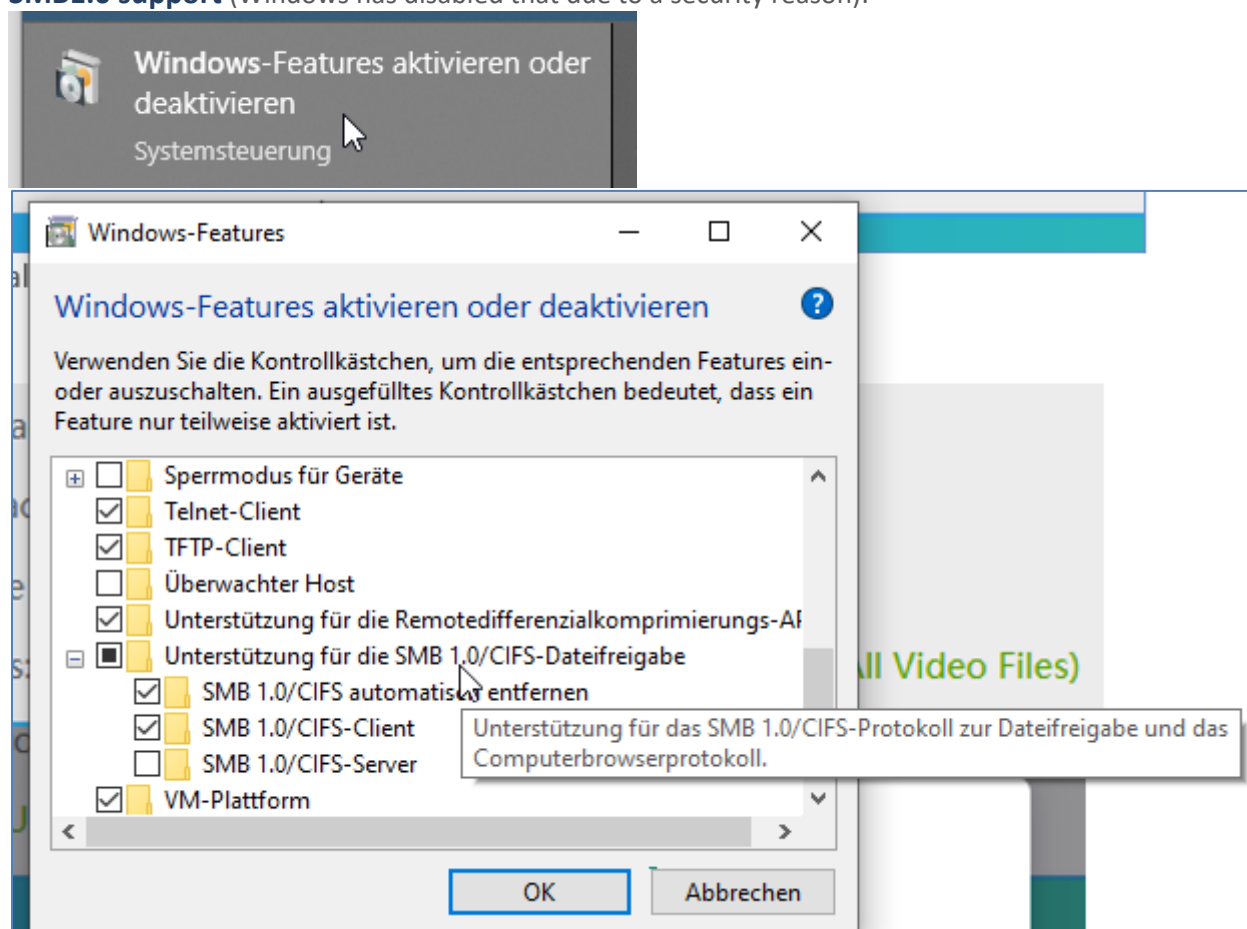 support (Windows has disabled that due to a security reason):
Windows-Features aktivieren oder
deaktivieren
Systemsteuerung
Windows-Features
Windows-Features aktivieren oder deaktivieren
?
Verwenden Sie die Kontrollkästchen, um die entsprechenden Features ein-
oder auszuschalten. Ein ausgefülltes Kontrollkästchen bedeutet, dass ein
Feature nur teilweise aktiviert ist.
Sperrmodus für Geräte
Telnet-Client
TFTP-Client
Überwachter Host
Unterstützung für die Remotedifferenzialkomprimierungs-AP
Unterstützung für die SMB 1.0/CIFS-Dateifreigabe
All Video Files)
SMB 1.0/CIFS automatisch entfernen
SMB 1.0/CIFS-Client
Unterstützung für das SMB 1.0/CIFS-Protokoll zur Dateifreigabe und das
Computerbrowserprotokoll.
SMB 1.0/CIFS-Server
VM-Plattform
OK
Abbrechen